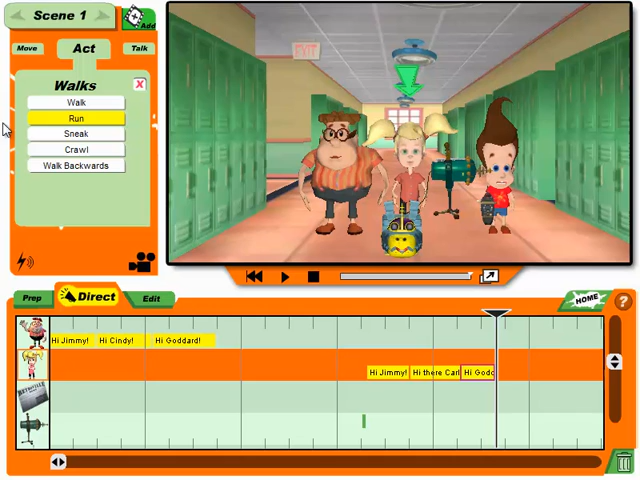 Scene 1
Add
Move
Act
Talk
Walks
X
Walk
Run
Sneak
Crawl
Walk Backwards
EXIT
Prep
Direct
Edit
HOME
?
Hi Jimmy!
Hi Cindy!
Hi Goddard!
Hi Jimmy!
Hi there Carl
Hi Godd